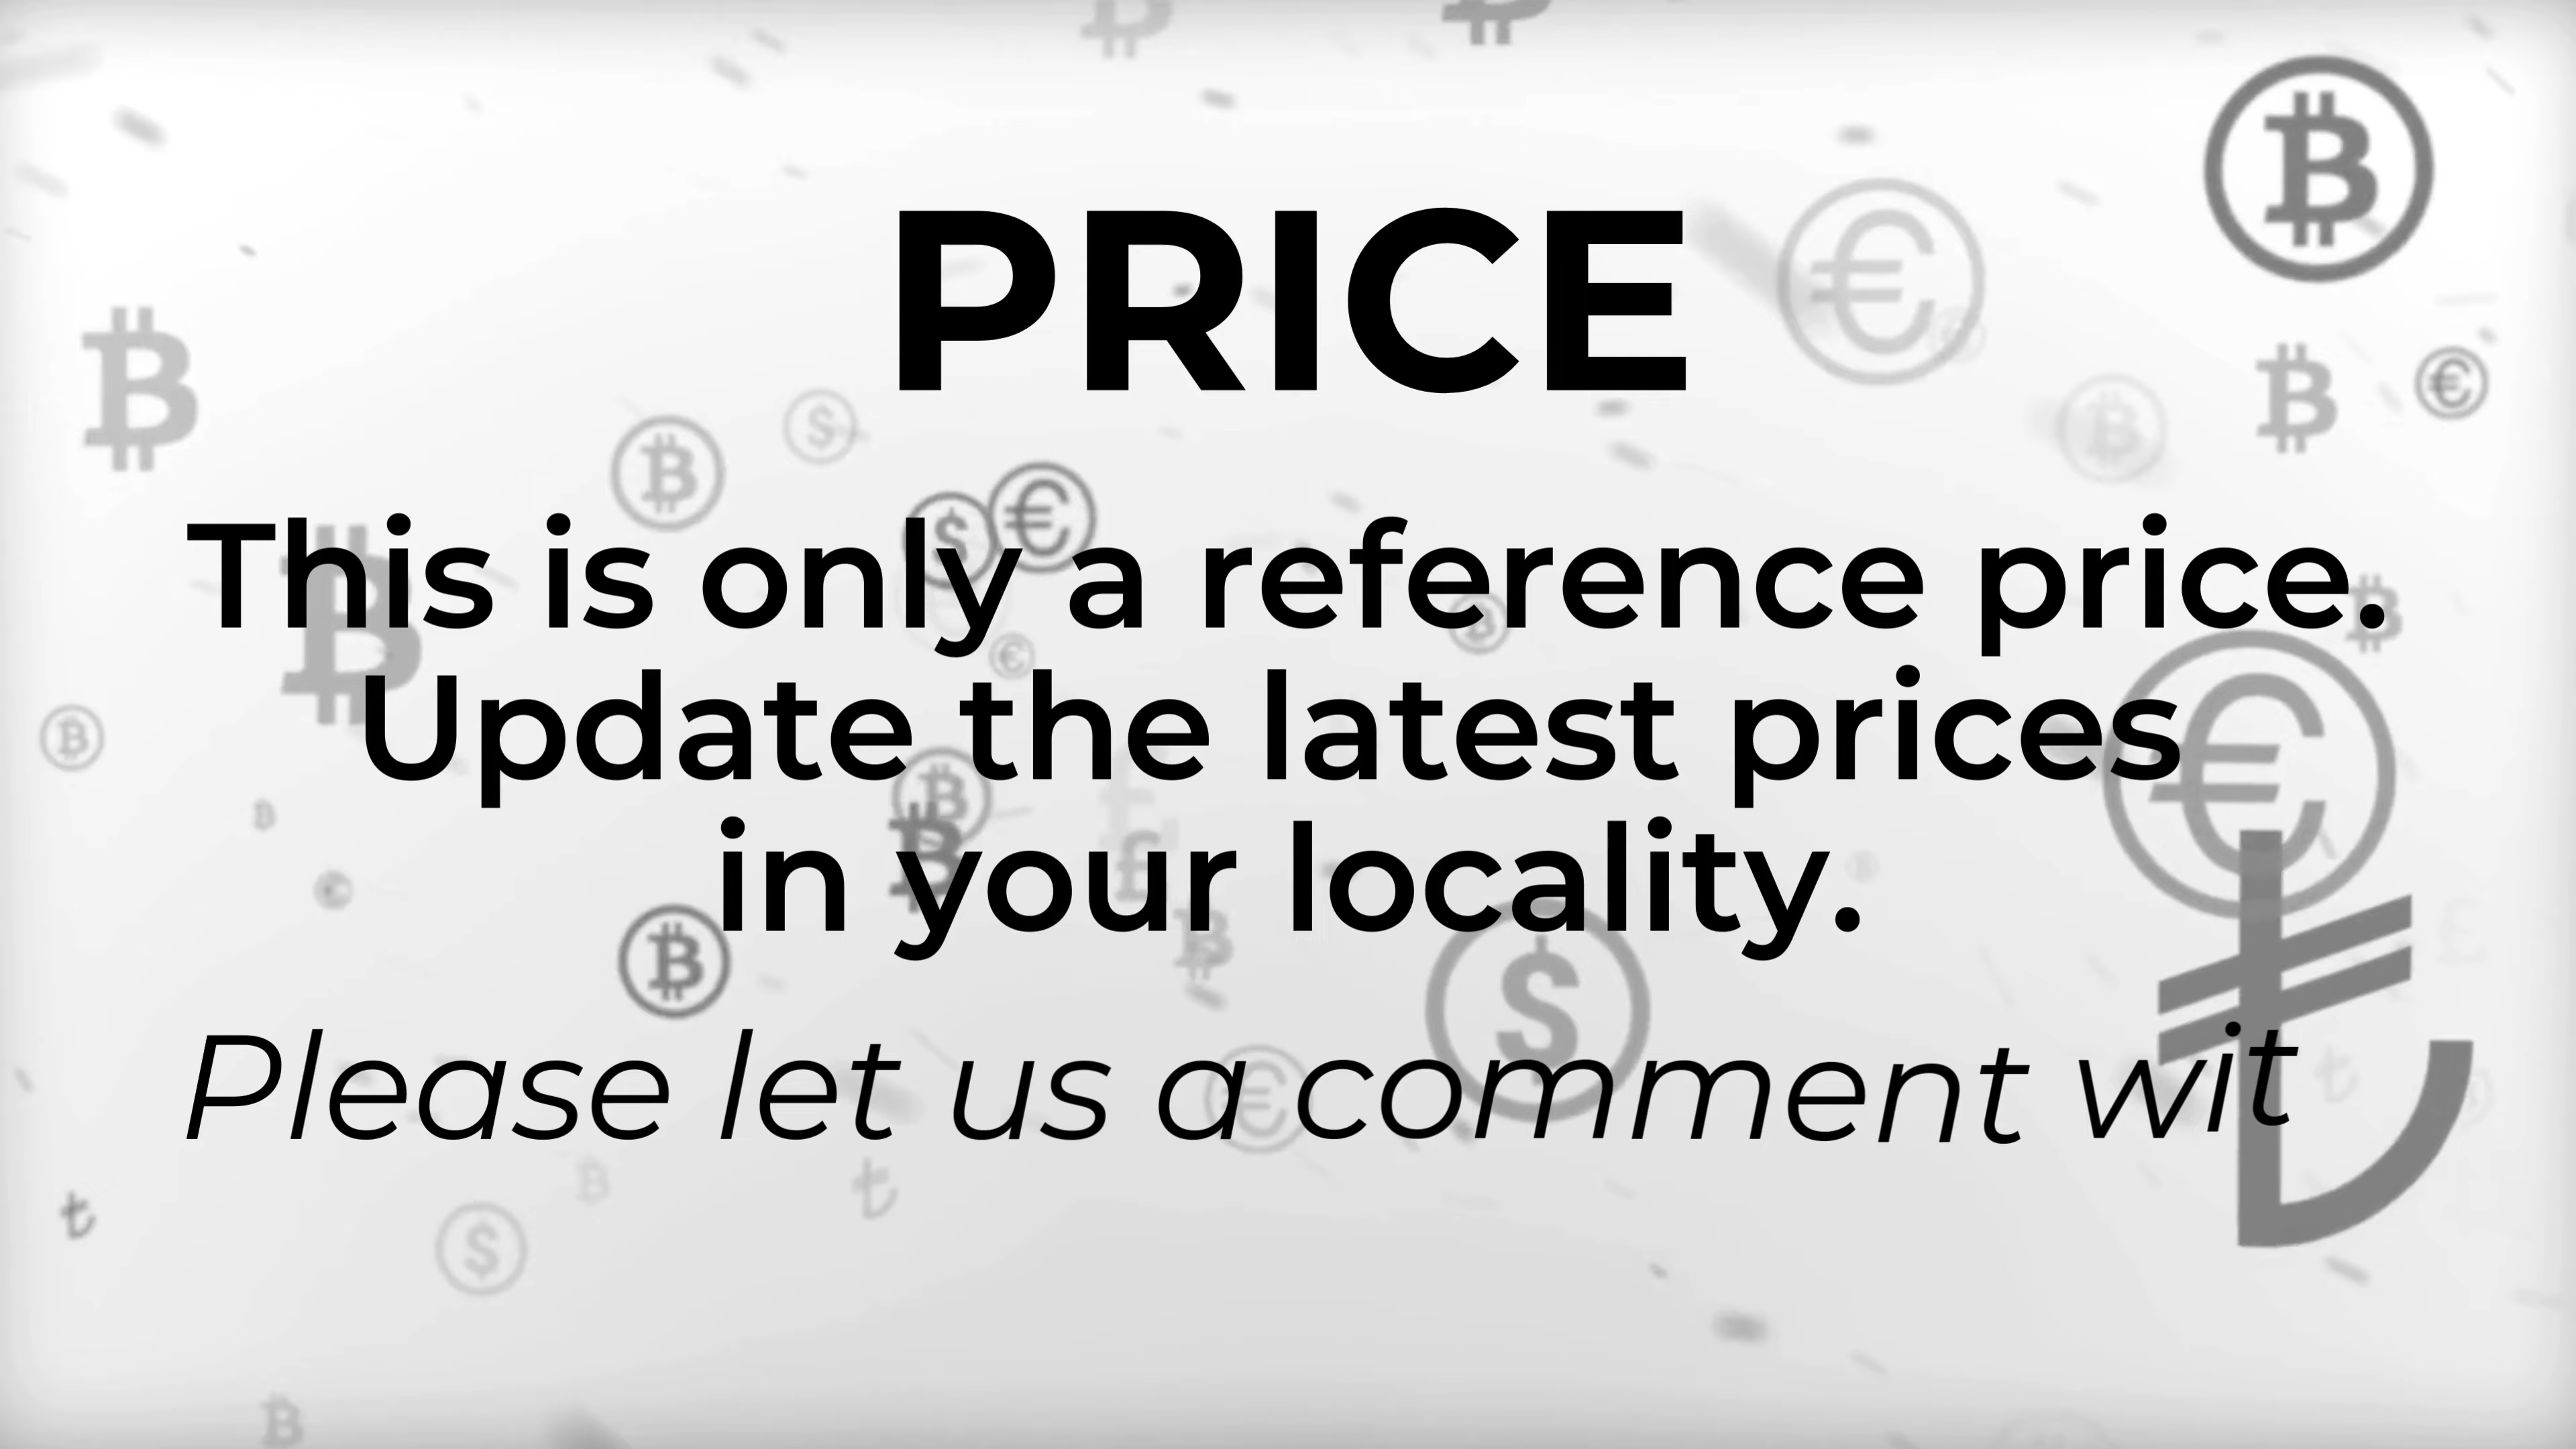 PRICE
This is only a reference price.
Update the latest prices
in your locality.
Please let us a comment wit